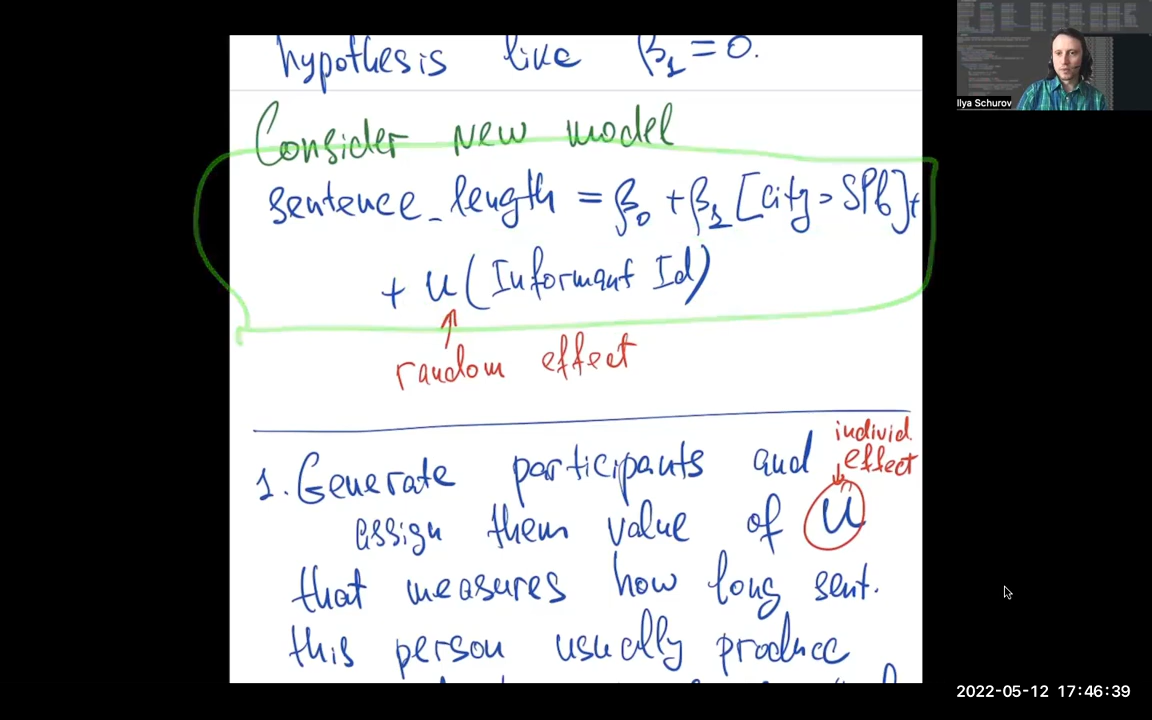 hypothesis like β₁ = 0.
Consider new model
sentence_length = β₀ + β₁ [city = SPb] +
+ u (Informant Id)
random effect
individ.
effect
1. Generate participants and
assign them value of u
that measures how long sent.
this person usually produce
Ilya Schurov
2022-05-12 17:46:39